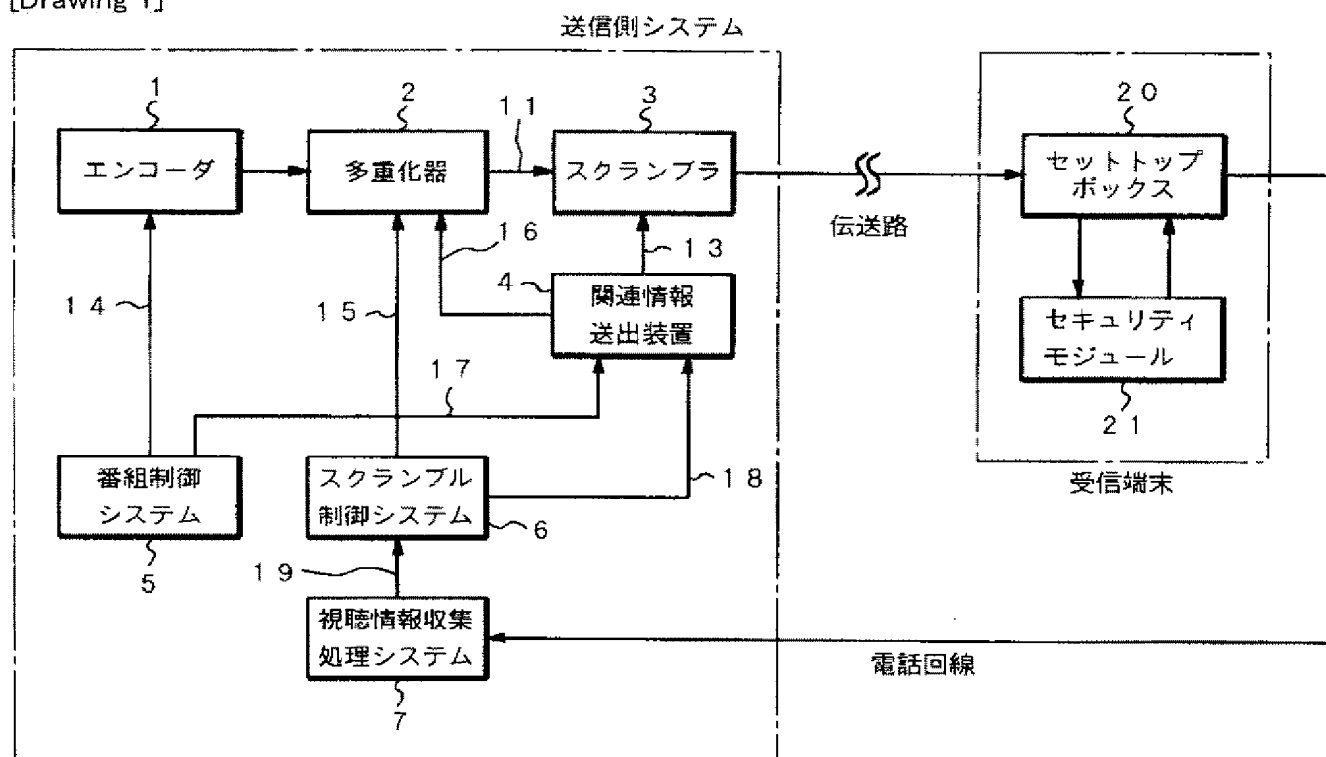 [Drawing 1]
送信側システム
1
2
11
3
20
エンコーダ
多重化器
スクランブラ
セットトップ
ボックス
伝送路
16
13
4
14
15
関連情報
送出装置
セキュリティ
モジュール
17
21
番組制御
システム
スクランブル
制御システム
18
受信端末
5
6
19
視聴情報収集
処理システム
電話回線
7